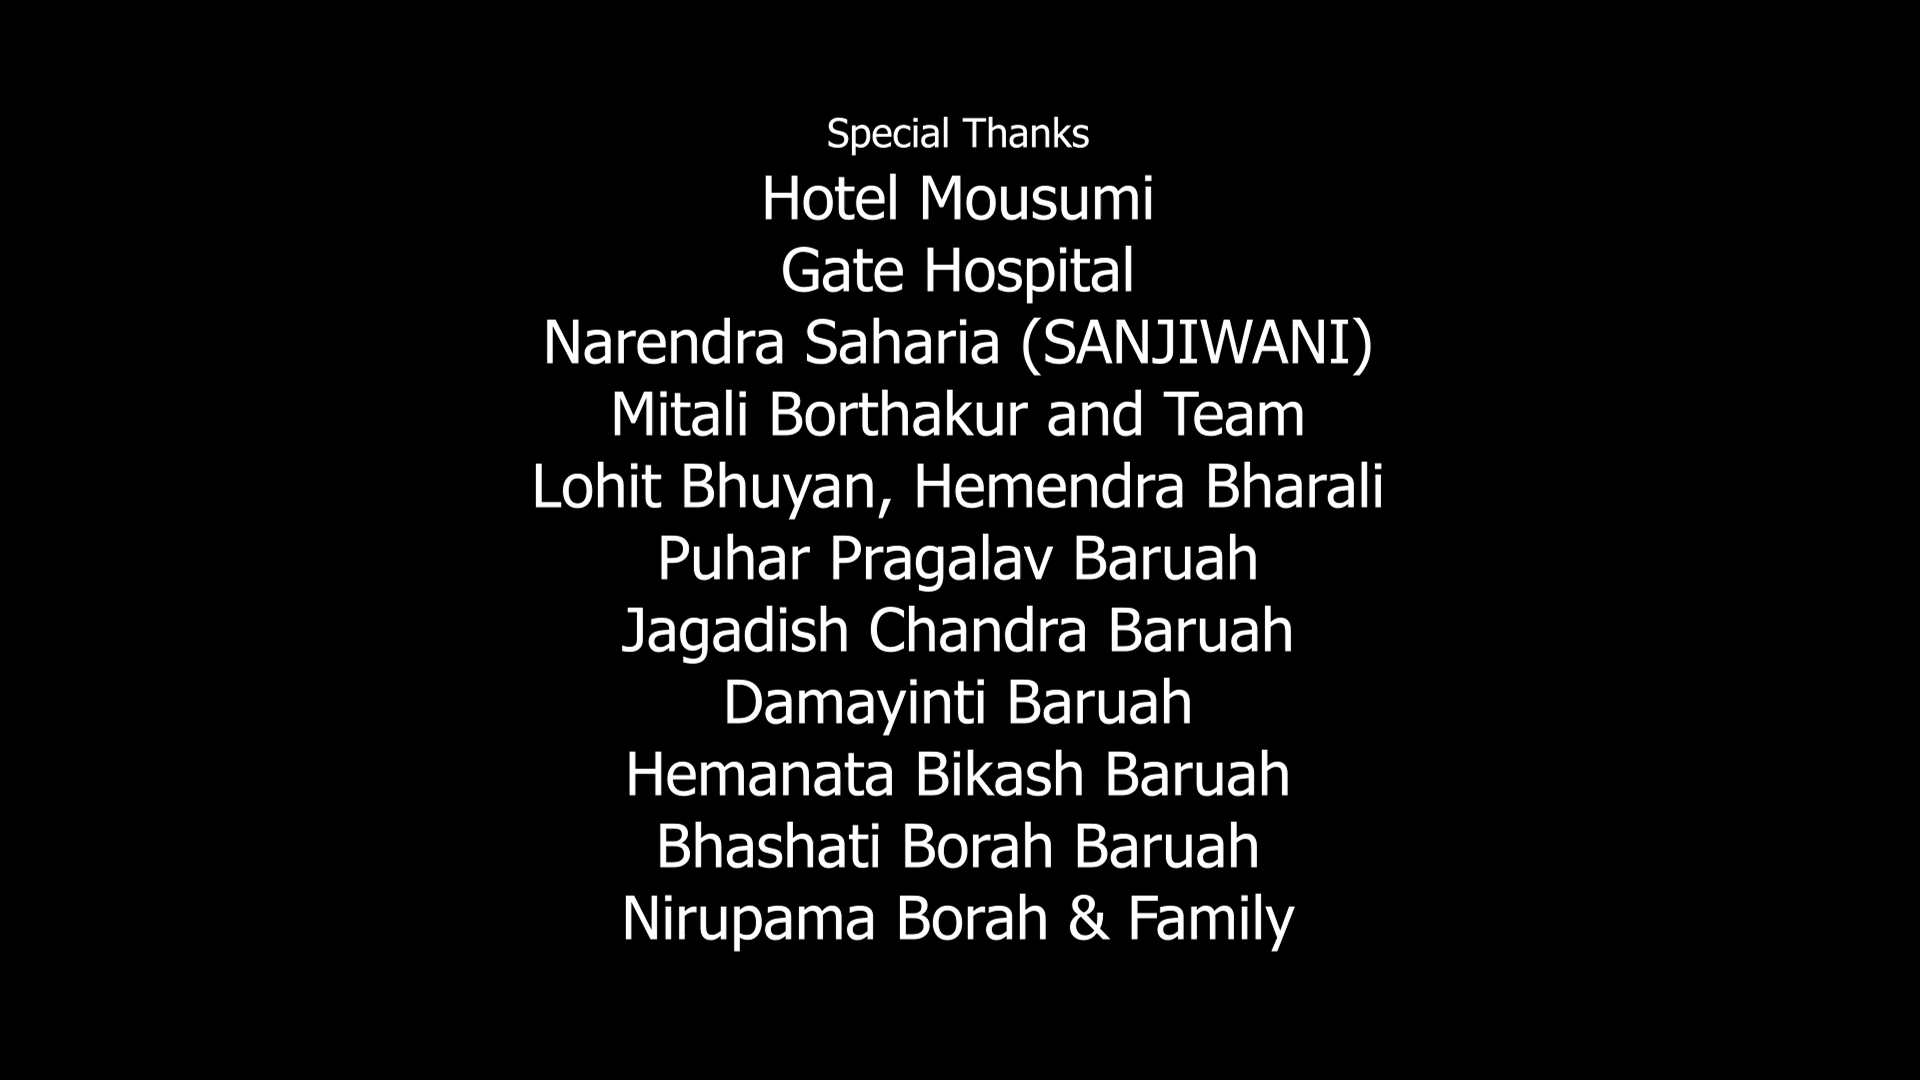 Special Thanks
Hotel Mousumi
Gate Hospital
Narendra Saharia (SANJIWANI)
Mitali Borthakur and Team
Lohit Bhuyan, Hemendra Bharali
Puhar Pragalav Baruah
Jagadish Chandra Baruah
Damayinti Baruah
Hemanata Bikash Baruah
Bhashati Borah Baruah
Nirupama Borah & Family